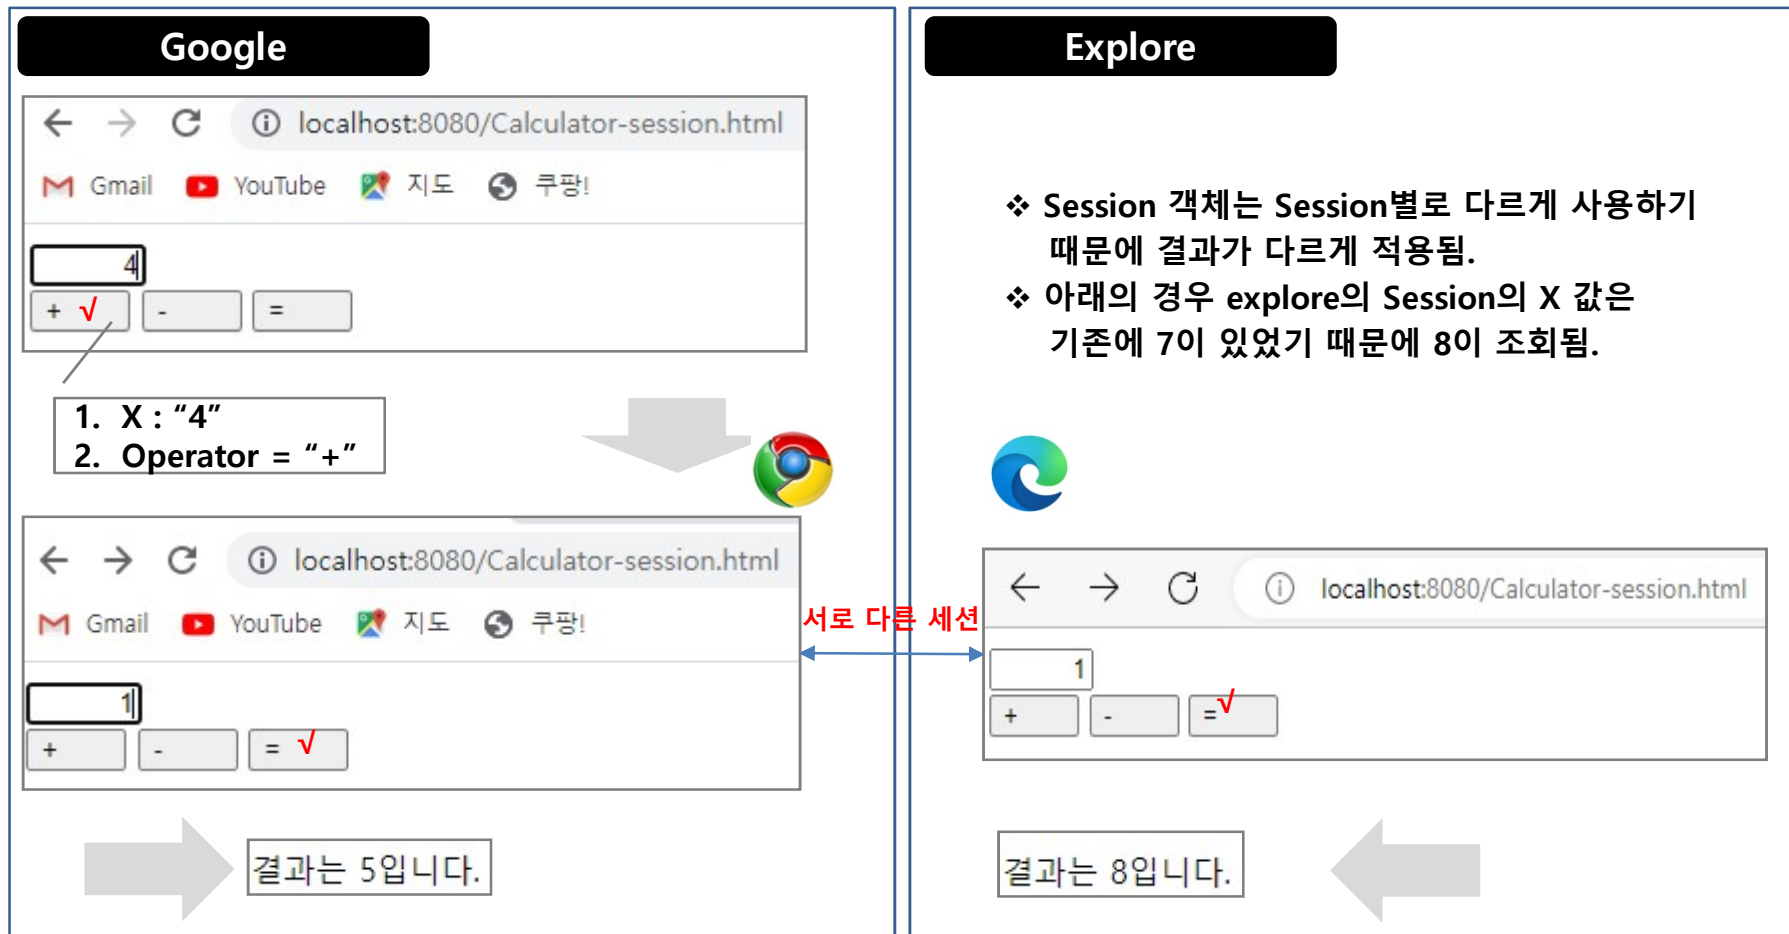 Google
localhost:8080/Calculator-session.html
Gmail YouTube 지도 쿠팡!
4
+ √ - =
1. X : “4”
2. Operator = “+”
localhost:8080/Calculator-session.html
Gmail YouTube 지도 쿠팡!
1
+ - = √
결과는 5입니다.
서로 다른 세션
Explore
❖ Session 객체는 Session별로 다르게 사용하기
때문에 결과가 다르게 적용됨.
❖ 아래의 경우 explore의 Session의 X 값은
기존에 7이 있었기 때문에 8이 조회됨.
localhost:8080/Calculator-session.html
1
+ - = √
결과는 8입니다.